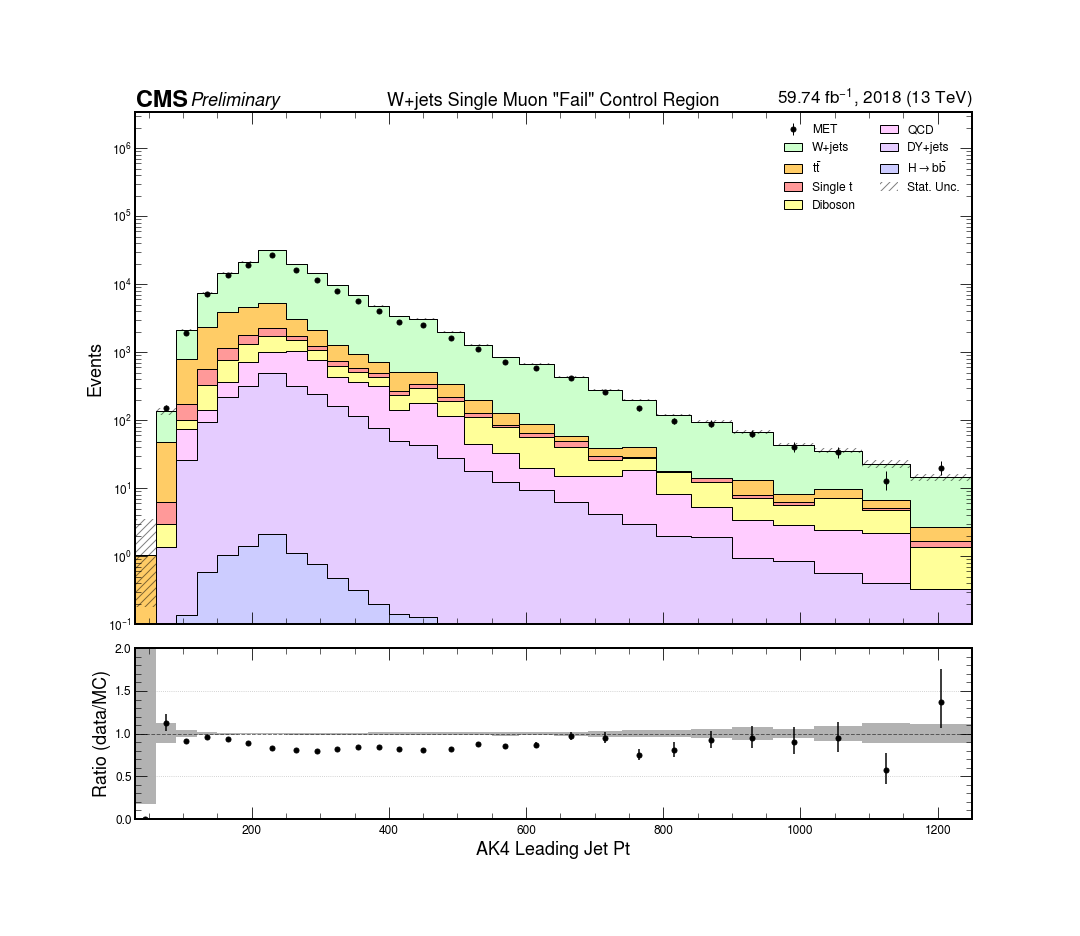 CMS Preliminary W+jets Single Muon "Fail" Control Region 59.74 fb⁻¹, 2018 (13 TeV)
MET QCD
W+jets DY+jets
tt̄ H→bb̄
Single t Stat. Unc.
Diboson
10⁶
10⁵
10⁴
10³
10²
10¹
10⁰
10⁻¹
Events
2.0
1.5
1.0
0.5
0.0
Ratio (data/MC)
200 400 600 800 1000 1200
AK4 Leading Jet Pt